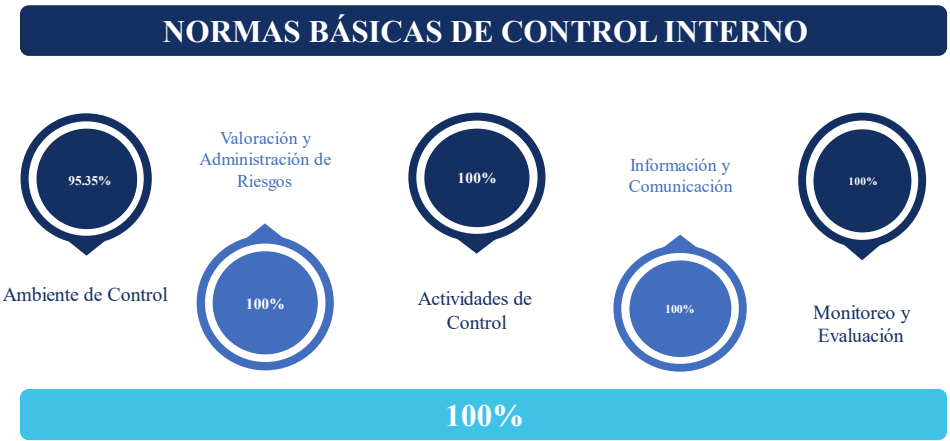 NORMAS BÁSICAS DE CONTROL INTERNO
95.35%
Ambiente de Control
Valoración y
Administración de
Riesgos
100%
100%
Actividades de
Control
Información y
Comunicación
100%
100%
Monitoreo y
Evaluación
100%